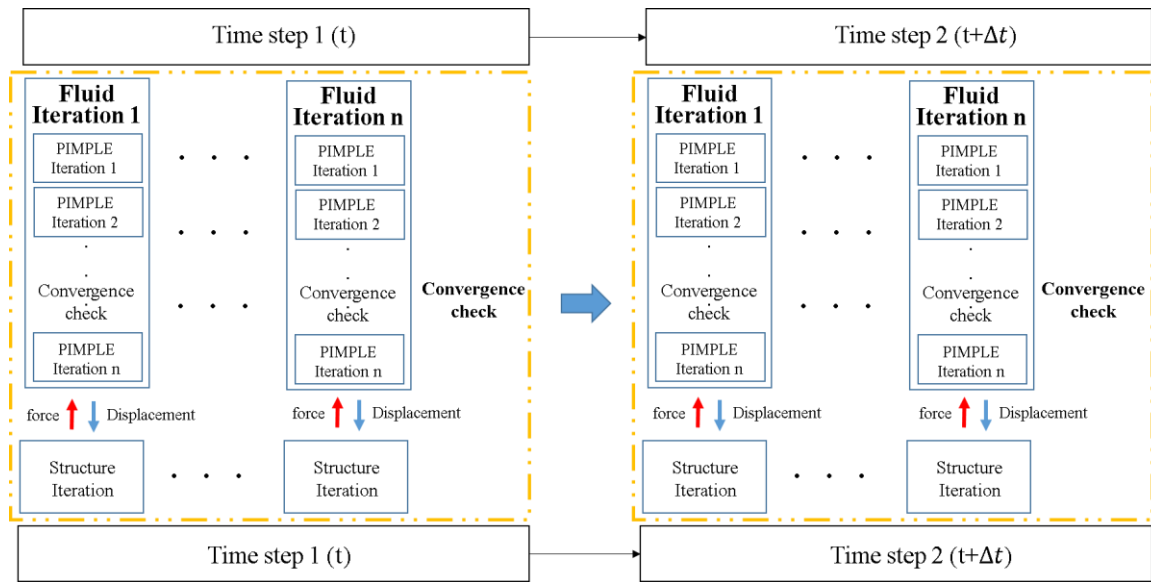 Time step 1 (t)
Time step 2 (t+Δt)
Fluid
Iteration 1
PIMPLE
Iteration 1
PIMPLE
Iteration 2
Convergence
check
PIMPLE
Iteration n
force
Displacement
Structure
Iteration
. . .
. . .
. . .
. . .
Fluid
Iteration n
PIMPLE
Iteration 1
PIMPLE
Iteration 2
Convergence
check
PIMPLE
Iteration n
force
Displacement
Structure
Iteration
Convergence
check
Fluid
Iteration 1
PIMPLE
Iteration 1
PIMPLE
Iteration 2
Convergence
check
PIMPLE
Iteration n
force
Displacement
Structure
Iteration
. . .
. . .
. . .
. . .
Fluid
Iteration n
PIMPLE
Iteration 1
PIMPLE
Iteration 2
Convergence
check
PIMPLE
Iteration n
force
Displacement
Structure
Iteration
Convergence
check
Time step 1 (t)
Time step 2 (t+Δt)